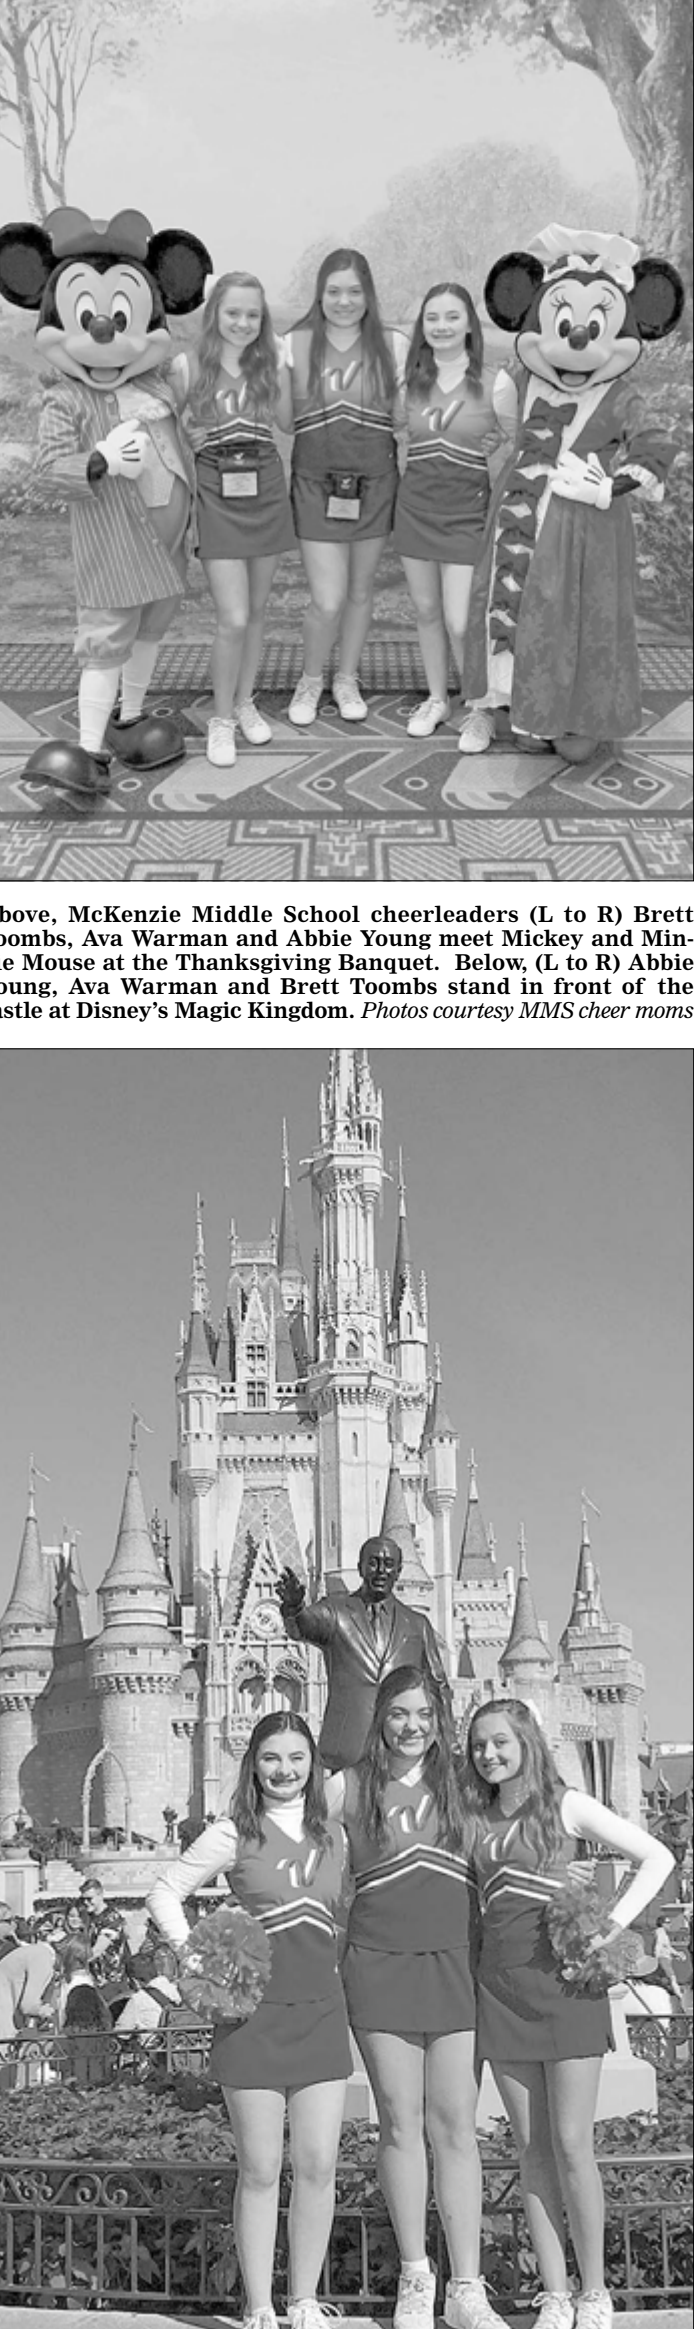 bove, McKenzie Middle School cheerleaders (L to R) Brett
oombs, Ava Warman and Abbie Young meet Mickey and Min-
ie Mouse at the Thanksgiving Banquet. Below, (L to R) Abbie
oung, Ava Warman and Brett Toombs stand in front of the
astle at Disney's Magic Kingdom. Photos courtesy MMS cheer moms